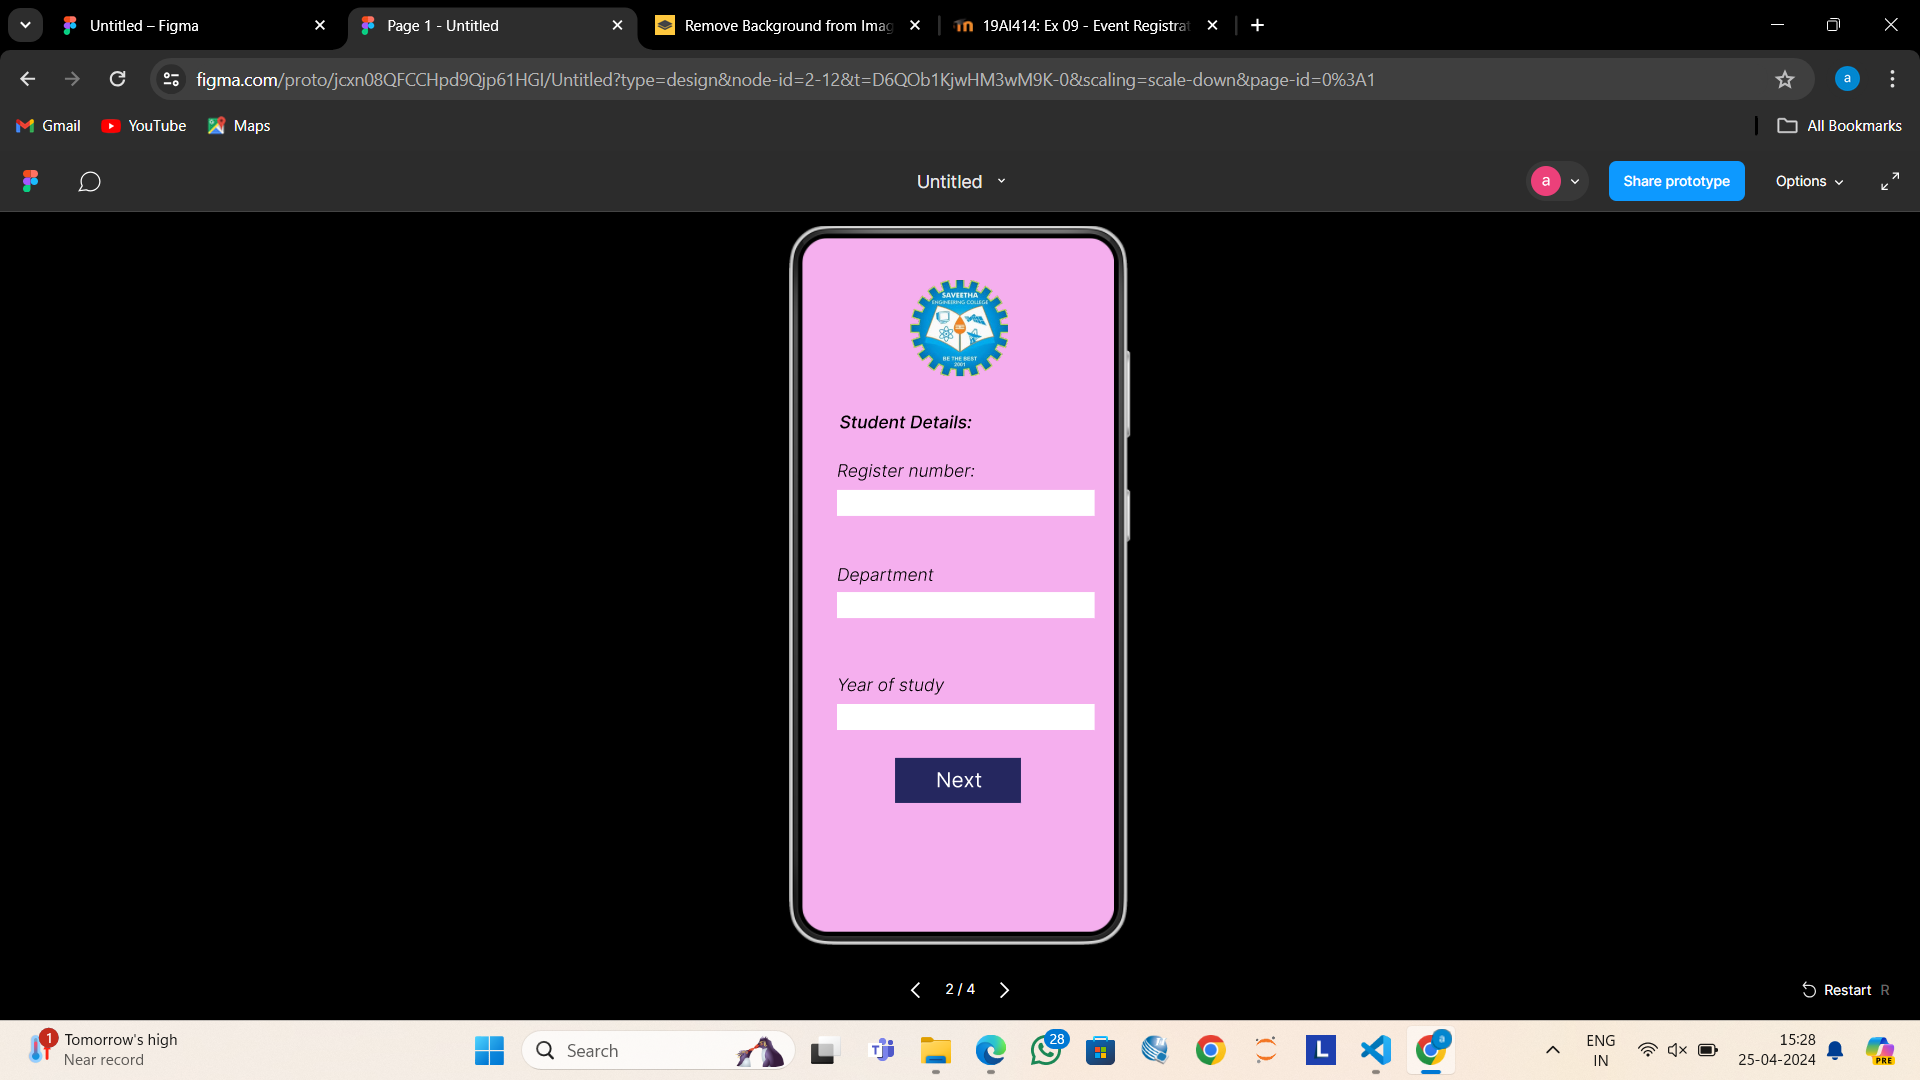 Untitled – Figma
Page 1 - Untitled
Remove Background from Imag
19AI414: Ex 09 - Event Registrat
figma.com/proto/jcxn08QFCCHpd9Qjp61HGI/Untitled?type=design&node-id=2-12&t=D6QOb1KjwHM3wM9K-0&scaling=scale-down&page-id=0%3A1
a
Gmail
YouTube
Maps
All Bookmarks
Untitled
a
Share prototype
Options
SAVEETHA
ENGINEERING COLLEGE
BE THE BEST
2001
Student Details:
Register number:
Department
Year of study
Next
2 / 4
Restart R
1
Tomorrow's high
Near record
Search
28
L
a
ENG
IN
15:28
25-04-2024
PRE